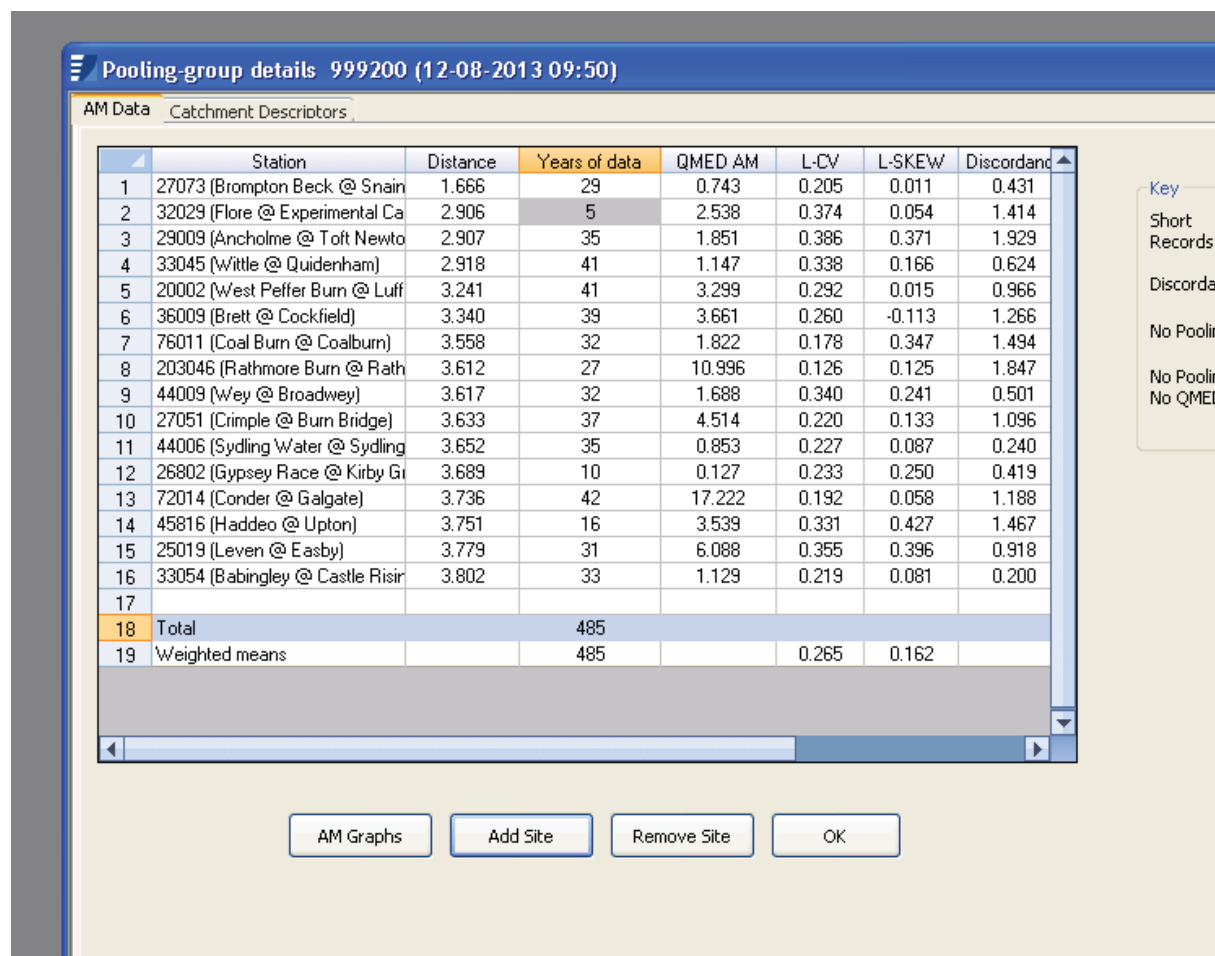 Pooling-group details 999200 (12-08-2013 09:50)
AM Data Catchment Descriptors
Station Distance Years of data QMED AM L-CV L-SKEW Discordanc
1 27073 (Brompton Beck @ Snain 1.666 29 0.743 0.205 0.011 0.431
2 32029 (Flore @ Experimental Ca 2.906 5 2.538 0.374 0.054 1.414
3 29009 (Ancholme @ Toft Newto 2.907 35 1.851 0.386 0.371 1.929
4 33045 (Wittle @ Quidenham) 2.918 41 1.147 0.338 0.166 0.624
5 20002 (West Peffer Burn @ Luff 3.241 41 3.299 0.292 0.015 0.966
6 36009 (Brett @ Cockfield) 3.340 39 3.661 0.260 -0.113 1.266
7 76011 (Coal Burn @ Coalburn) 3.558 32 1.822 0.178 0.347 1.494
8 203046 (Rathmore Burn @ Rath 3.612 27 10.996 0.126 0.125 1.847
9 44009 (Wey @ Broadwey) 3.617 32 1.688 0.340 0.241 0.501
10 27051 (Crimple @ Burn Bridge) 3.633 37 4.514 0.220 0.133 1.096
11 44006 (Sydling Water @ Sydling 3.652 35 0.853 0.227 0.087 0.240
12 26802 (Gypsey Race @ Kirby Gr 3.689 10 0.127 0.233 0.250 0.419
13 72014 (Conder @ Galgate) 3.736 42 17.222 0.192 0.058 1.188
14 45816 (Haddeo @ Upton) 3.751 16 3.539 0.331 0.427 1.467
15 25019 (Leven @ Easby) 3.779 31 6.088 0.355 0.396 0.918
16 33054 (Babingley @ Castle Risin 3.802 33 1.129 0.219 0.081 0.200
17
18 Total 485
19 Weighted means 485 0.265 0.162
Key
Short
Records
Discorda
No Poolin
No Poolin
No QMED
AM Graphs Add Site Remove Site OK